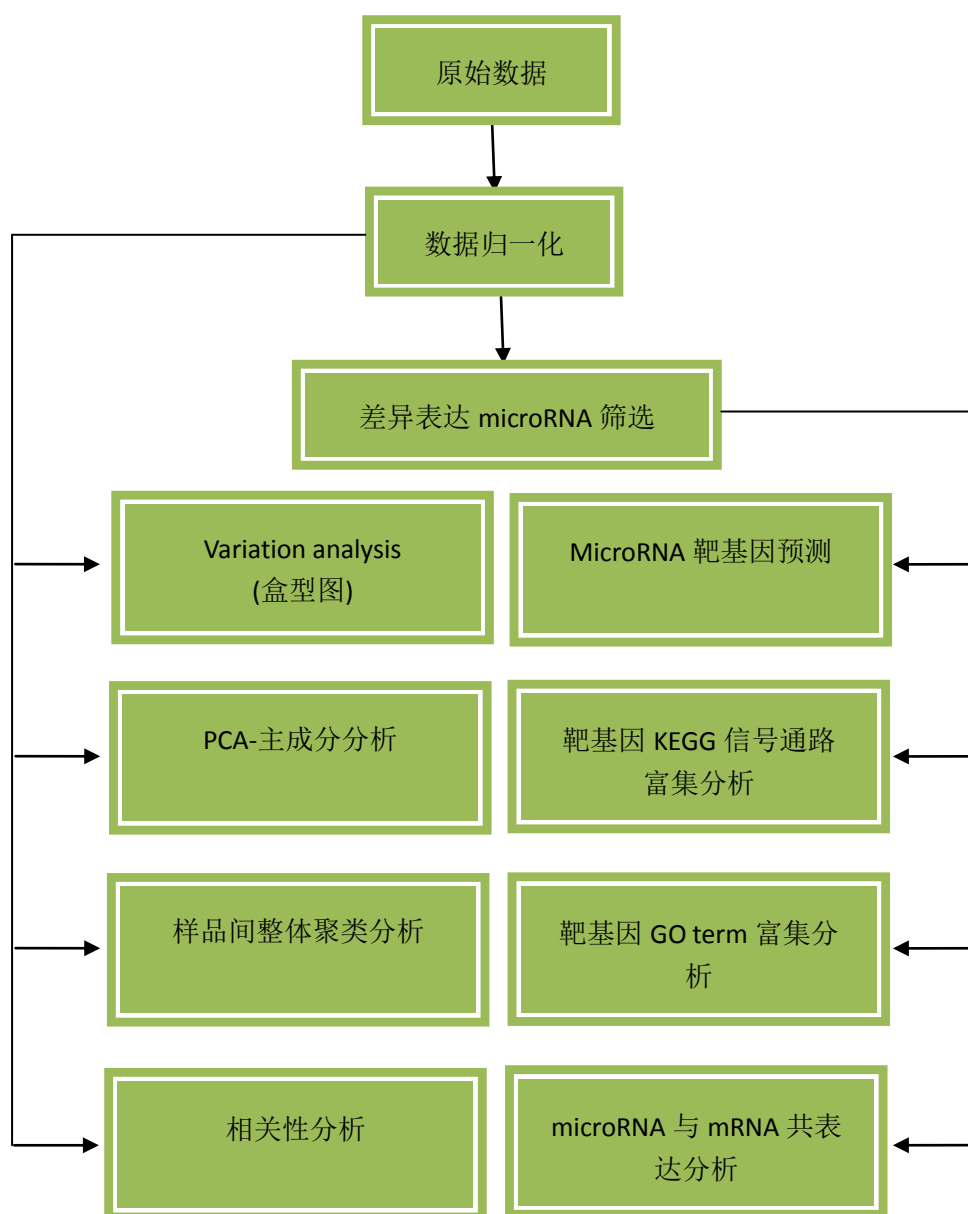 原始数据
数据归一化
差异表达 microRNA 筛选
Variation analysis
(盒型图)
MicroRNA 靶基因预测
PCA-主成分分析
靶基因 KEGG 信号通路
富集分析
样品间整体聚类分析
靶基因 GO term 富集分
析
相关性分析
microRNA 与 mRNA 共表
达分析